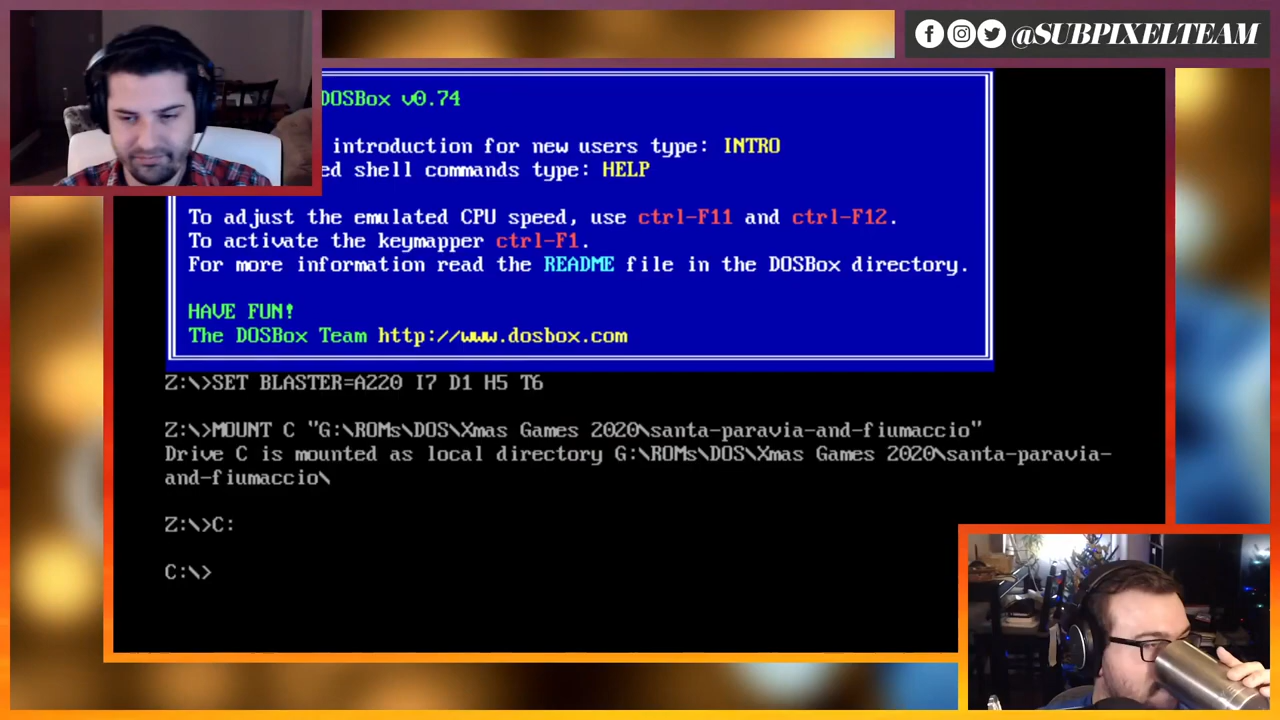 @SUBPIXELTEAM
DOSBox v0.74
introduction for new users type: INTRO
ed shell commands type: HELP
To adjust the emulated CPU speed, use ctrl-F11 and ctrl-F12.
To activate the keymapper ctrl-F1.
For more information read the README file in the DOSBox directory.
HAVE FUN!
The DOSBox Team http://www.dosbox.com
Z:\>SET BLASTER=A220 I7 D1 H5 T6
Z:\>MOUNT C "G:\ROMs\DOS\Xmas Games 2020\santa-paravia-and-fiumaccio"
Drive C is mounted as local directory G:\ROMs\DOS\Xmas Games 2020\santa-paravia-
and-fiumaccio\
Z:\>C:
C:\>